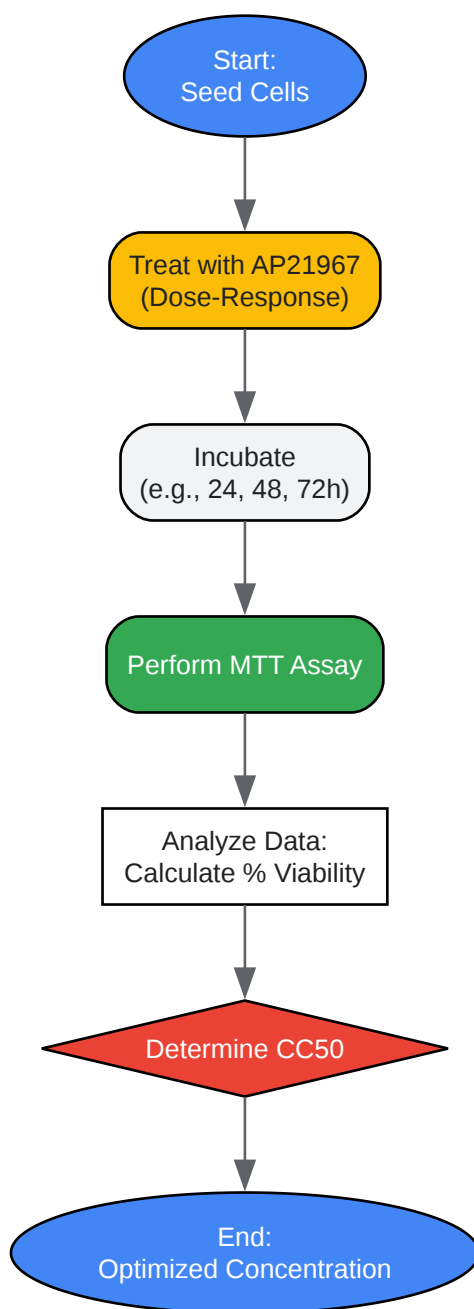 Start:
Seed Cells
Treat with AP21967
(Dose-Response)
Incubate
(e.g., 24, 48, 72h)
Perform MTT Assay
Analyze Data:
Calculate % Viability
Determine CC50
End:
Optimized Concentration